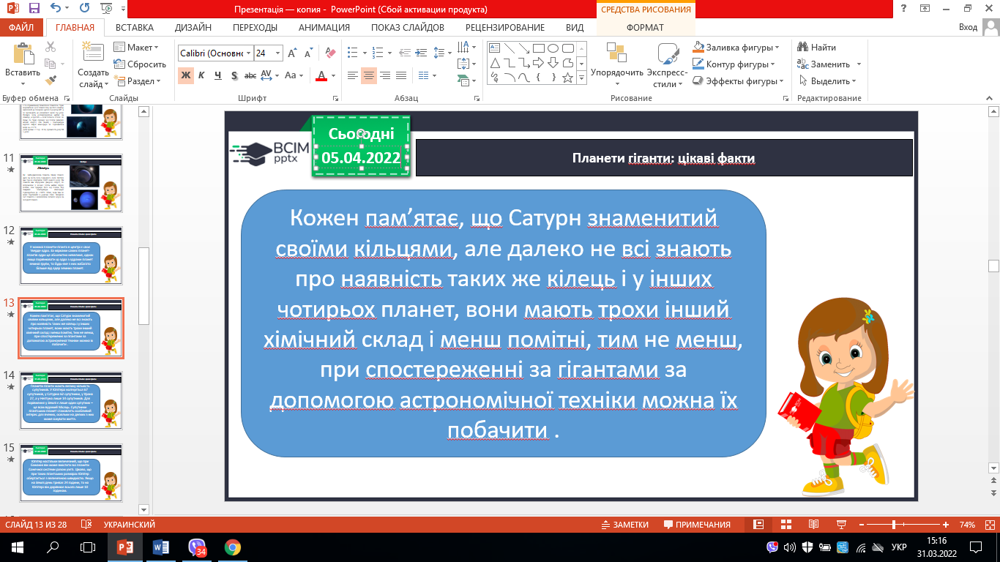 Презентація — копия - PowerPoint (Сбой активации продукта)
СРЕДСТВА РИСОВАНИЯ
ФАЙЛ ГЛАВНАЯ ВСТАВКА ДИЗАЙН ПЕРЕХОДЫ АНИМАЦИЯ ПОКАЗ СЛАЙДОВ РЕЦЕНЗИРОВАНИЕ ВИД ФОРМАТ Вход
Вставить
Создать слайд
Макет
Сбросить
Раздел
Calibri (Основно 24
Ж К Ч S abc AV Aa A
Упорядочить
Экспресс-стили
Заливка фигуры
Контур фигуры
Эффекты фигуры
Найти
Заменить
Выделить
Буфер обмена Слайды Шрифт Абзац Рисование Редактирование
11
12
13
14
15
Сьогодні
05.04.2022
ВСІМ
pptx
Планети гіганти: цікаві факти
Кожен пам’ятає, що Сатурн знаменитий
своїми кільцями, але далеко не всі знають
про наявність таких же кілець і у інших
чотирьох планет, вони мають трохи інший
хімічний склад і менш помітні, тим не менш,
при спостереженні за гігантами за
допомогою астрономічної техніки можна їх
побачити .
СЛАЙД 13 ИЗ 28 УКРАИНСКИЙ ЗАМЕТКИ ПРИМЕЧАНИЯ 74%
34
УКР
15:16
31.03.2022